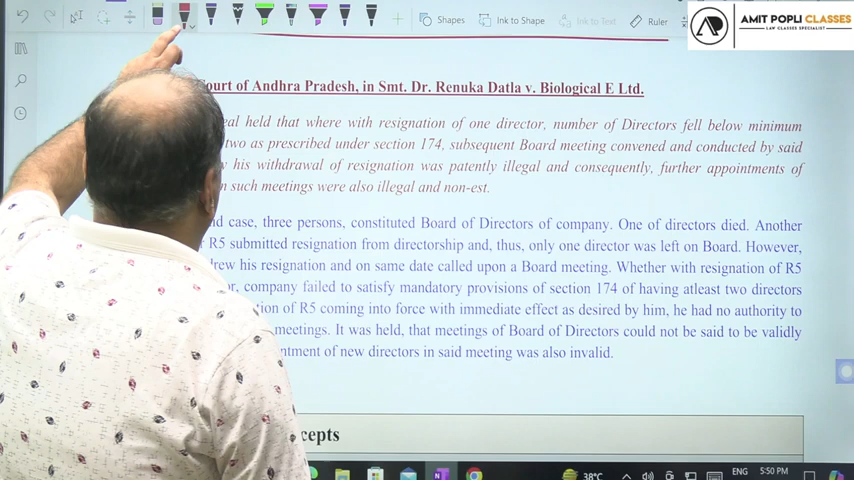 Shapes
Ink to Shape
Ink to Text
Ruler
AMIT POPLI CLASSES
LAW CLASSES SPECIALIST
Court of Andhra Pradesh, in Smt. Dr. Renuka Datla v. Biological E Ltd.
held that where with resignation of one director, number of Directors fell below minimum
two as prescribed under section 174, subsequent Board meeting convened and conducted by said
his withdrawal of resignation was patently illegal and consequently, further appointments of
such meetings were also illegal and non-est.
case, three persons, constituted Board of Directors of company. One of directors died. Another
R5 submitted resignation from directorship and, thus, only one director was left on Board. However,
his resignation and on same date called upon a Board meeting. Whether with resignation of R5
company failed to satisfy mandatory provisions of section 174 of having atleast two directors
of R5 coming into force with immediate effect as desired by him, he had no authority to
meetings. It was held, that meetings of Board of Directors could not be said to be validly
of new directors in said meeting was also invalid.
38°C
ENG
5:50 PM